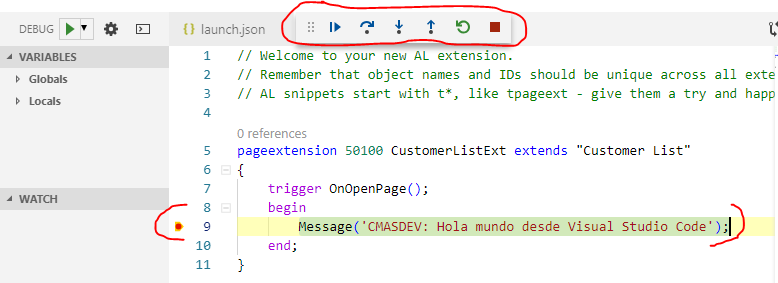 DEBUG
{} launch.json
VARIABLES
Globals
Locals
WATCH
1 // Welcome to your new AL extension.
2 // Remember that object names and IDs should be unique across all exte
3 // AL snippets start with t*, like tpageext - give them a try and happ
4
0 references
5 pageextension 50100 CustomerListExt extends "Customer List"
6 {
7 trigger OnOpenPage();
8 begin
9 Message('CMASDEV: Hola mundo desde Visual Studio Code');
10 end;
11 }